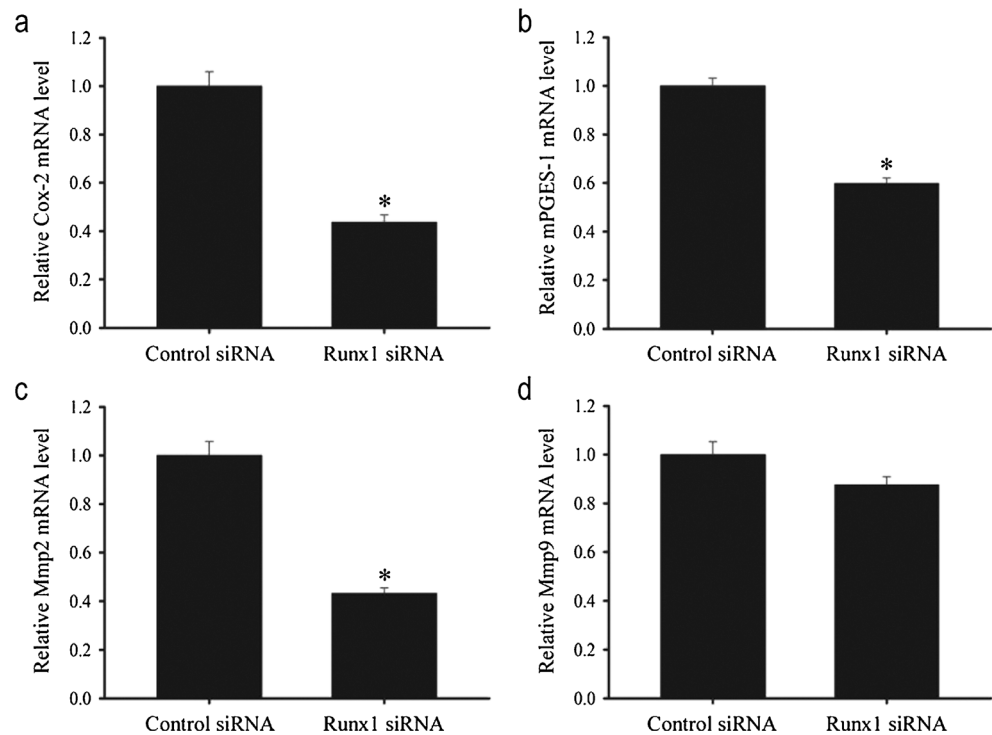 a
Relative Cox-2 mRNA level
1.2
1.0
0.8
0.6
0.4
0.2
0.0
*
Control siRNA
Runx1 siRNA
b
Relative mPGES-1 mRNA level
1.2
1.0
0.8
0.6
0.4
0.2
0.0
*
Control siRNA
Runx1 siRNA
c
Relative Mmp2 mRNA level
1.2
1.0
0.8
0.6
0.4
0.2
0.0
*
Control siRNA
Runx1 siRNA
d
Relative Mmp9 mRNA level
1.2
1.0
0.8
0.6
0.4
0.2
0.0
Control siRNA
Runx1 siRNA